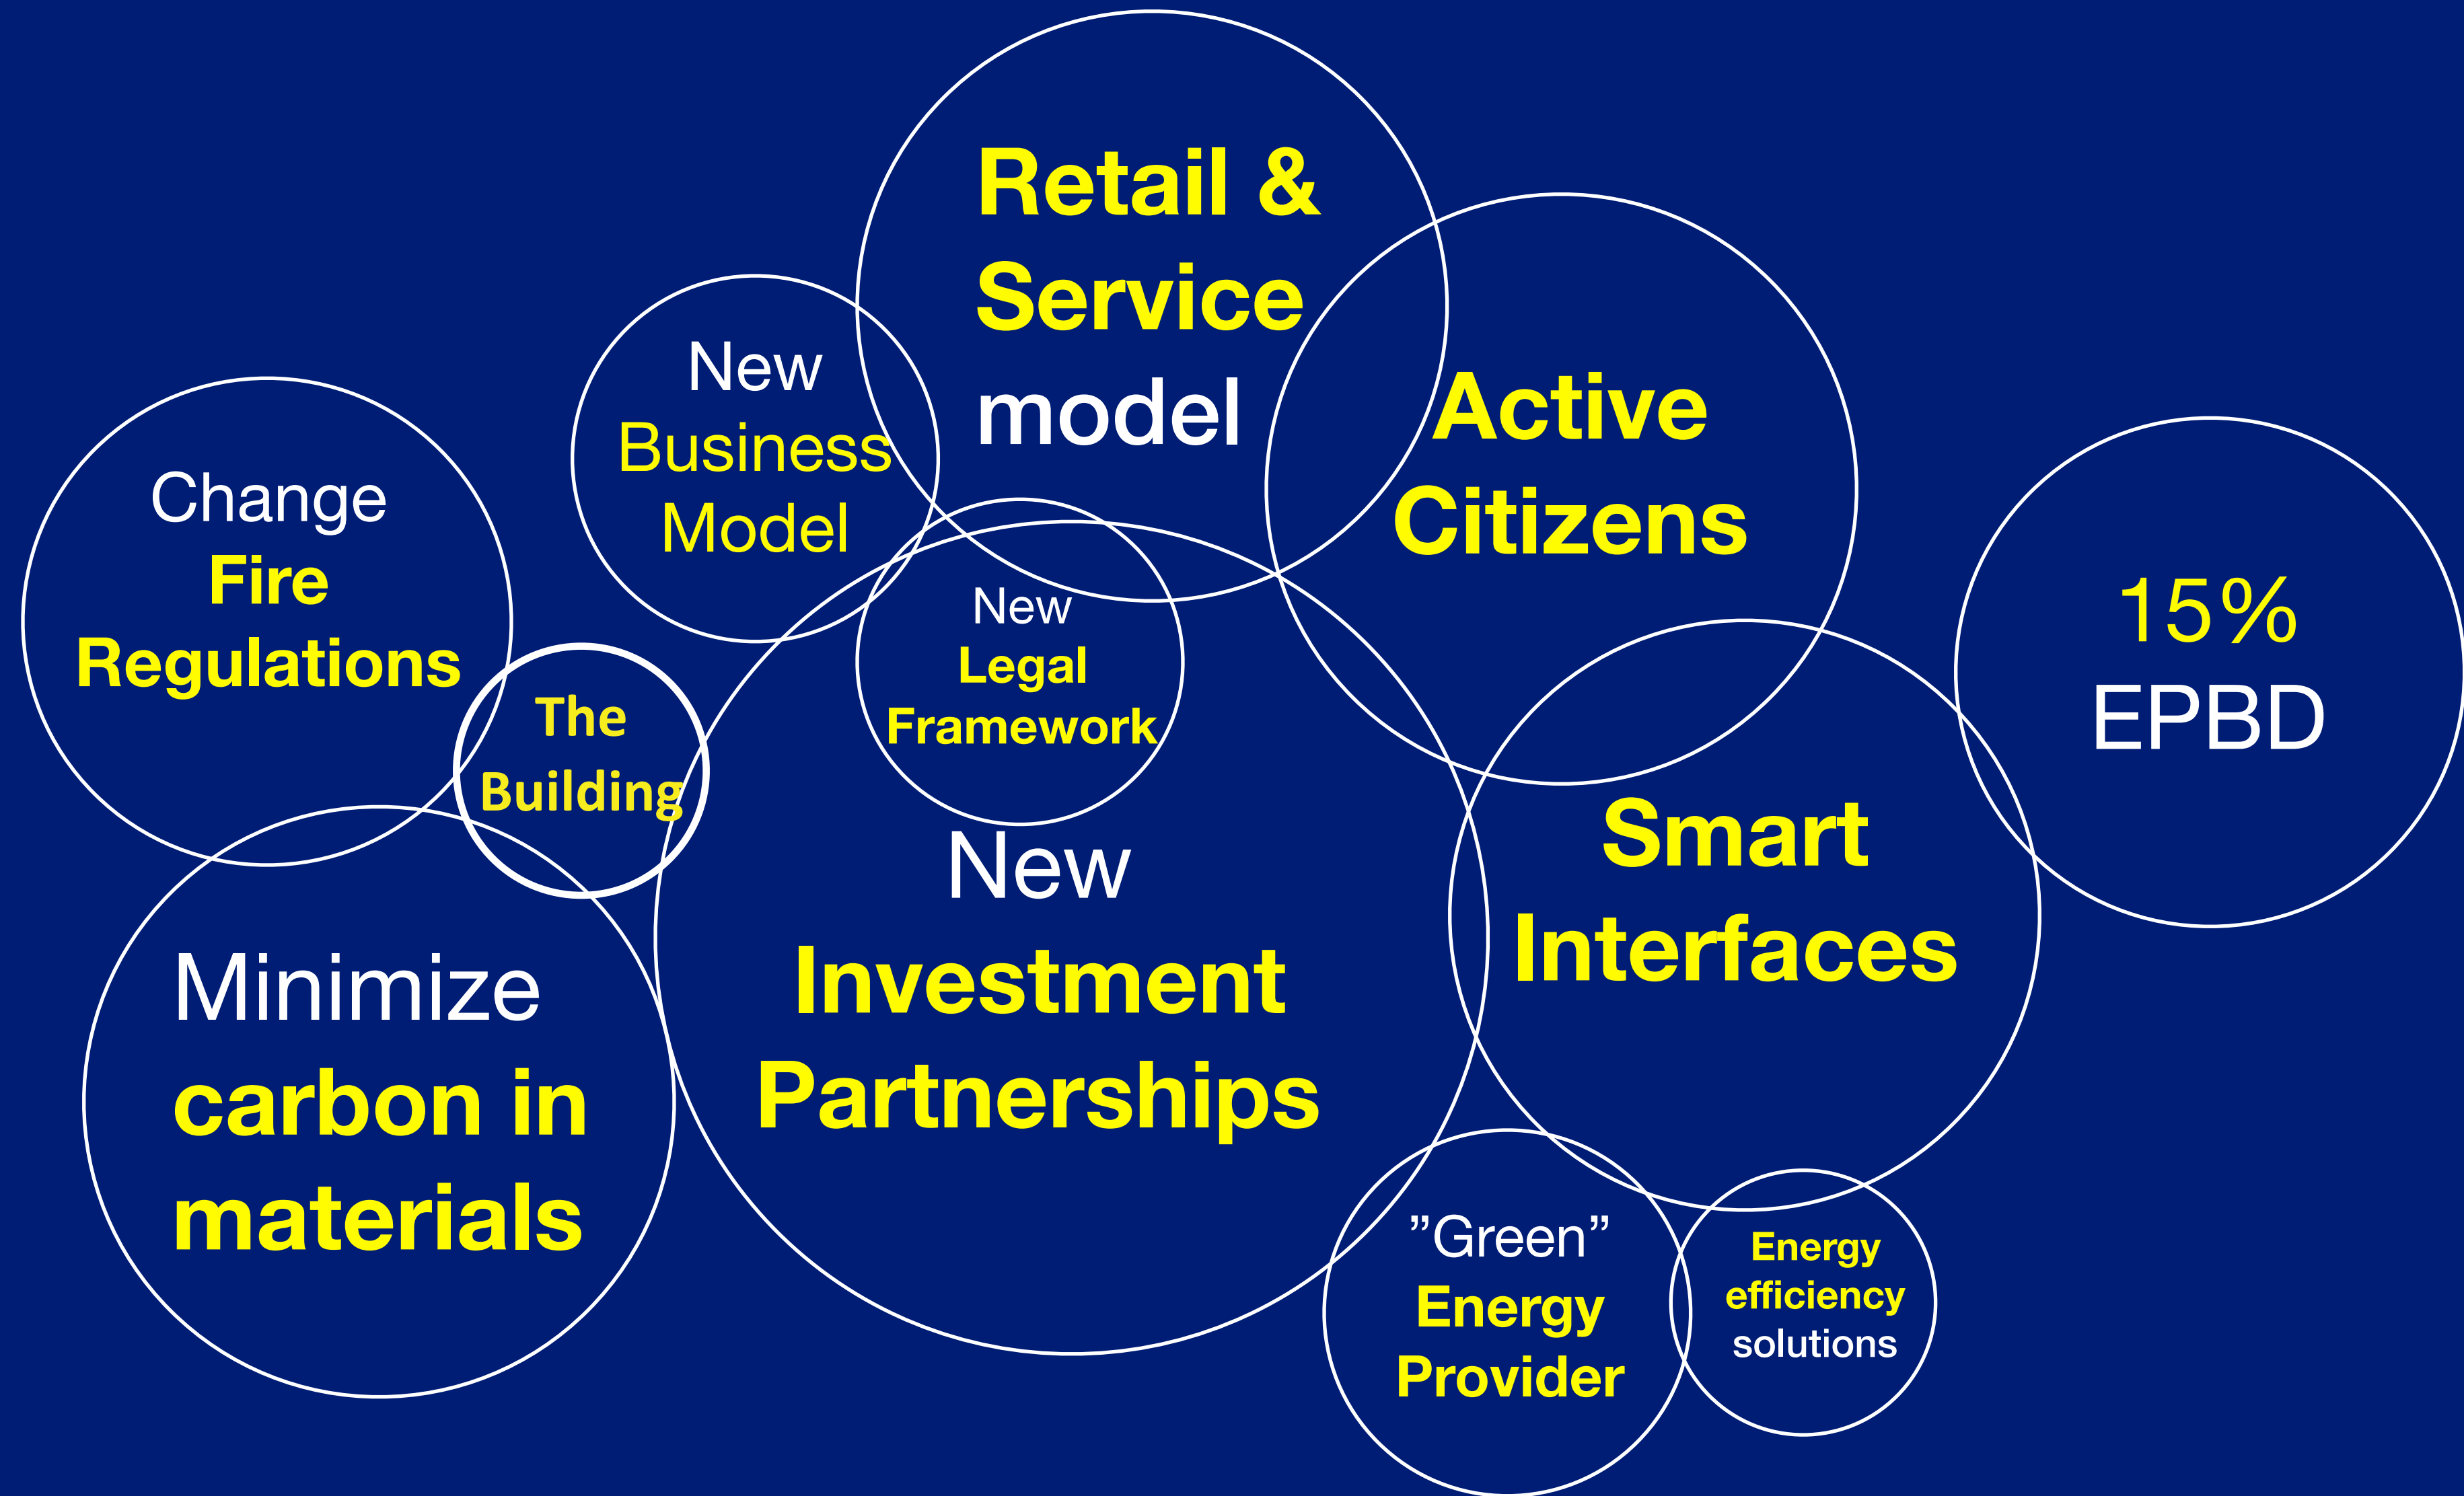 Retail &
Service
model
New
Business
Model
Active
Citizens
Change
Fire
Regulations
The
Building
New
Legal
Framework
15%
EPBD
New
Investment
Partnerships
Smart
Interfaces
Minimize
carbon in
materials
”Green”
Energy
Provider
Energy
efficiency
solutions